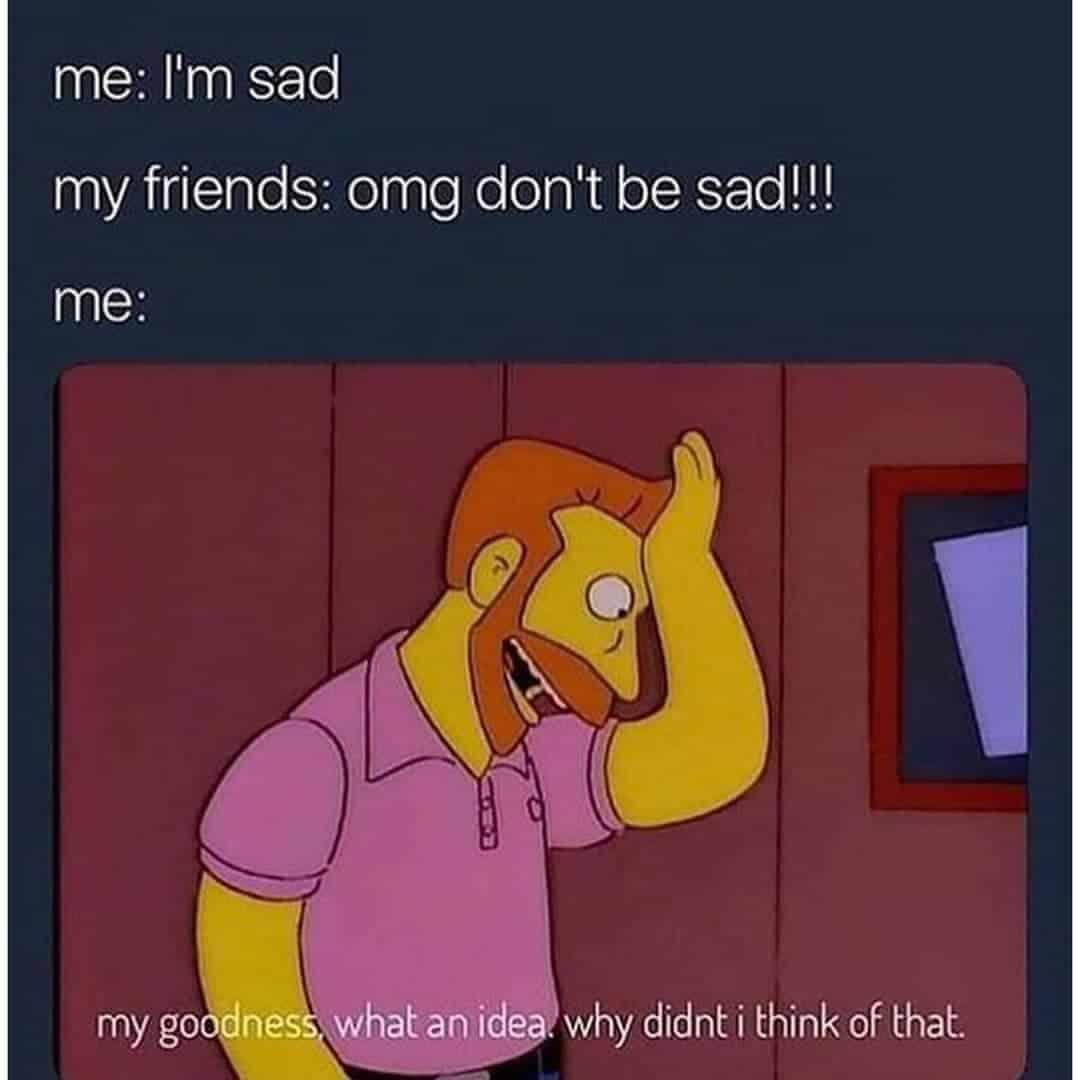 me: I'm sad
my friends: omg don't be sad!!!
me:
my goodness, what an idea. why didnt i think of that.